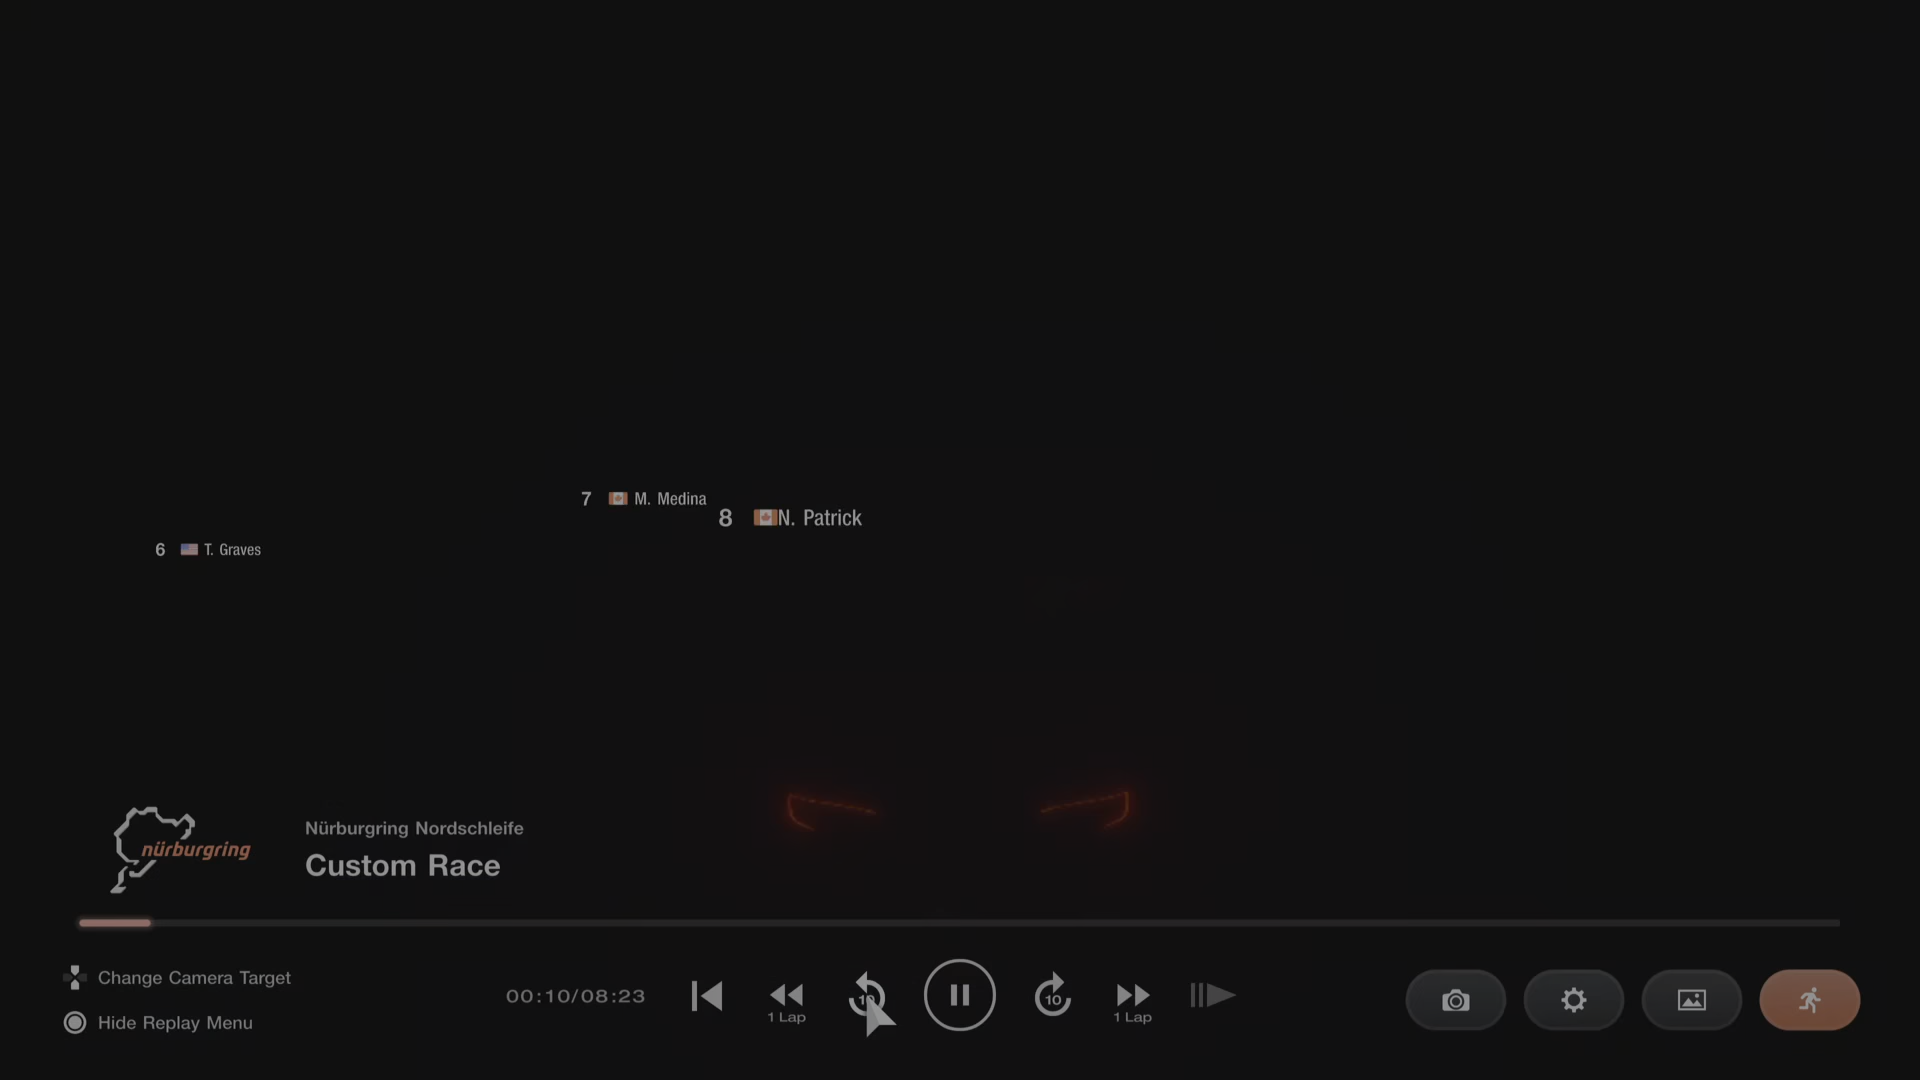 7 M. Medina
8 N. Patrick
6 T. Graves
nürburgring
Nürburgring Nordschleife
Custom Race
Change Camera Target
Hide Replay Menu
00:10/08:23
1 Lap
10
10
1 Lap